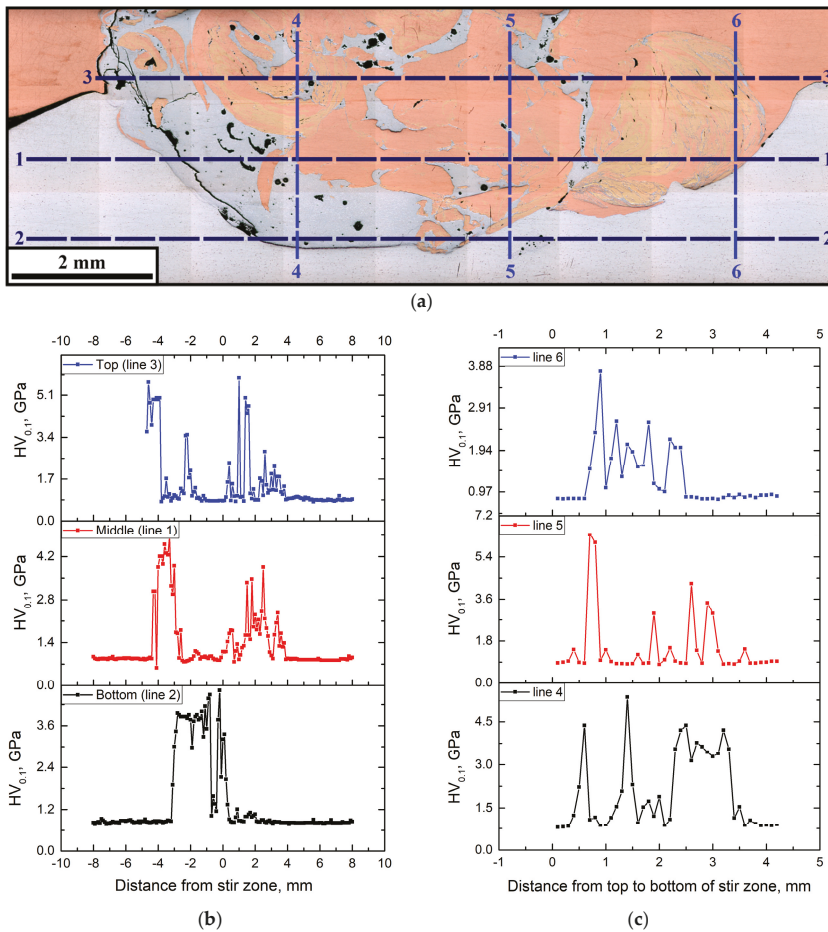 4 5 6
3 3
1 1
2 2
2 mm
4 5 6
(a)
-10 -8 -6 -4 -2 0 2 4 6 8 10
Top (line 3)
5.1
3.4
1.7
0.0
HV0.1, GPa
Middle (line 1)
4.2
2.8
1.4
0.0
HV0.1, GPa
Bottom (line 2)
3.6
2.4
1.2
0.0
HV0.1, GPa
-10 -8 -6 -4 -2 0 2 4 6 8 10
Distance from stir zone, mm
(b)
-1 0 1 2 3 4 5
line 6
3.88
2.91
1.94
0.97
HV0.1, GPa
7.2
line 5
5.4
3.6
1.8
0.0
HV0.1, GPa
line 4
4.5
3.0
1.5
0.0
HV0.1, GPa
-1 0 1 2 3 4 5
Distance from top to bottom of stir zone, mm
(c)